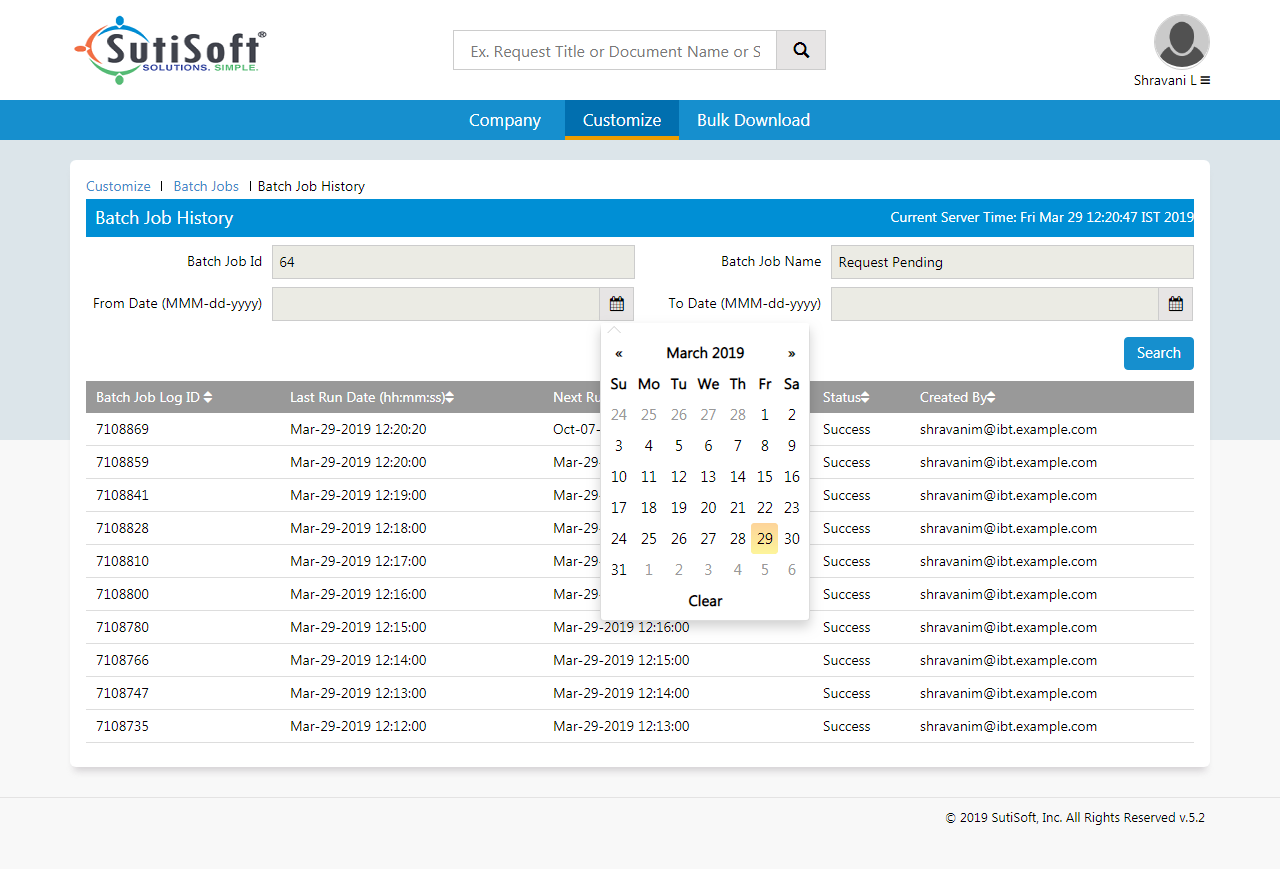 SutiSoft®
SOLUTIONS. SIMPLE.
Ex. Request Title or Document Name or S
Shravani L
Company Customize Bulk Download
Customize | Batch Jobs | Batch Job History
Batch Job History Current Server Time: Fri Mar 29 12:20:47 IST 2019
Batch Job Id 64 Batch Job Name Request Pending
From Date (MMM-dd-yyyy) To Date (MMM-dd-yyyy)
« March 2019 »
Su Mo Tu We Th Fr Sa
24 25 26 27 28 1 2
3 4 5 6 7 8 9
10 11 12 13 14 15 16
17 18 19 20 21 22 23
24 25 26 27 28 29 30
31 1 2 3 4 5 6
Clear
Search
Batch Job Log ID Last Run Date (hh:mm:ss) Next Ru Status Created By
7108869 Mar-29-2019 12:20:20 Oct-07- Success shravanim@ibt.example.com
7108859 Mar-29-2019 12:20:00 Mar-29- Success shravanim@ibt.example.com
7108841 Mar-29-2019 12:19:00 Mar-29- Success shravanim@ibt.example.com
7108828 Mar-29-2019 12:18:00 Mar-29- Success shravanim@ibt.example.com
7108810 Mar-29-2019 12:17:00 Mar-29- Success shravanim@ibt.example.com
7108800 Mar-29-2019 12:16:00 Mar-29- Success shravanim@ibt.example.com
7108780 Mar-29-2019 12:15:00 Mar-29-2019 12:16:00 Success shravanim@ibt.example.com
7108766 Mar-29-2019 12:14:00 Mar-29-2019 12:15:00 Success shravanim@ibt.example.com
7108747 Mar-29-2019 12:13:00 Mar-29-2019 12:14:00 Success shravanim@ibt.example.com
7108735 Mar-29-2019 12:12:00 Mar-29-2019 12:13:00 Success shravanim@ibt.example.com
© 2019 SutiSoft, Inc. All Rights Reserved v.5.2